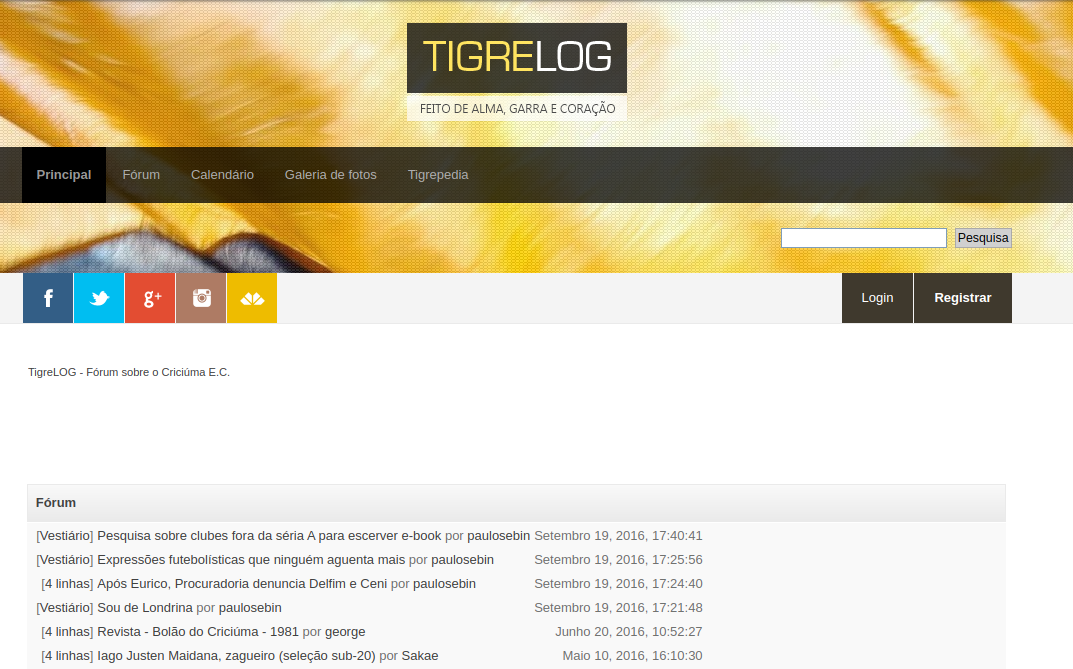 TIGRELOG
FEITO DE ALMA, GARRA E CORAÇÃO
Principal Fórum Calendário Galeria de fotos Tigrepedia
Pesquisa
f g+ Login Registrar
TigreLOG - Fórum sobre o Criciúma E.C.
Fórum
[Vestiário] Pesquisa sobre clubes fora da séria A para escerver e-book por paulosebin Setembro 19, 2016, 17:40:41
[Vestiário] Expressões futebolísticas que ninguém aguenta mais por paulosebin Setembro 19, 2016, 17:25:56
[4 linhas] Após Eurico, Procuradoria denuncia Delfim e Ceni por paulosebin Setembro 19, 2016, 17:24:40
[Vestiário] Sou de Londrina por paulosebin Setembro 19, 2016, 17:21:48
[4 linhas] Revista - Bolão do Criciúma - 1981 por george Junho 20, 2016, 10:52:27
[4 linhas] Iago Justen Maidana, zagueiro (seleção sub-20) por Sakae Maio 10, 2016, 16:10:30